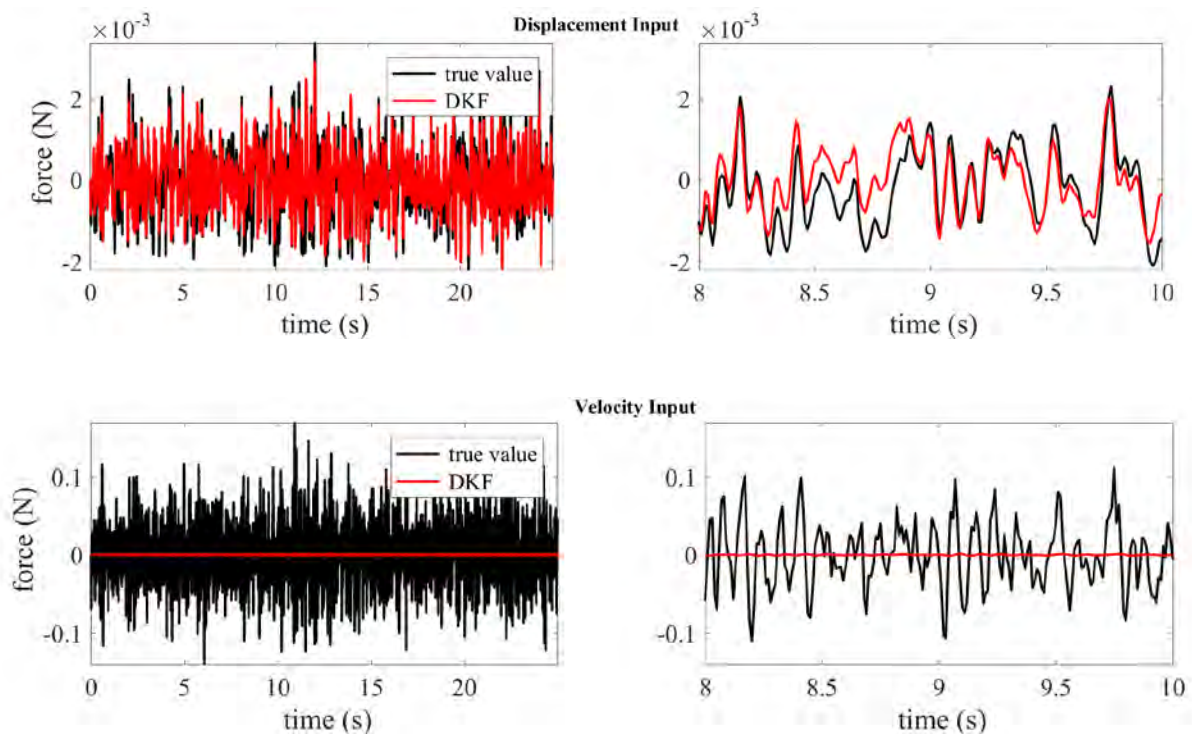 Displacement Input
×10⁻³
×10⁻³
true value
DKF
2
0
-2
force (N)
0
5
10
15
20
time (s)
2
0
-2
8
8.5
9
9.5
10
time (s)
Velocity Input
true value
DKF
0.1
0
-0.1
force (N)
0
5
10
15
20
time (s)
0.1
0
-0.1
8
8.5
9
9.5
10
time (s)